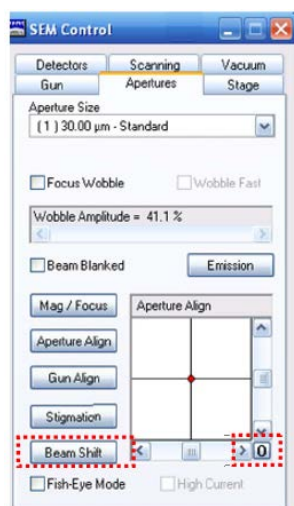 SEM Control
Detectors Scanning Vacuum
Gun Apertures Stage
Aperture Size
(1) 30.00 µm - Standard
Focus Wobble Wobble Fast
Wobble Amplitude = 41.1 %
Beam Blanked Emission
Mag / Focus Aperture Align
Aperture Align
Gun Align
Stigmation
Beam Shift 0
Fish-Eye Mode High Current